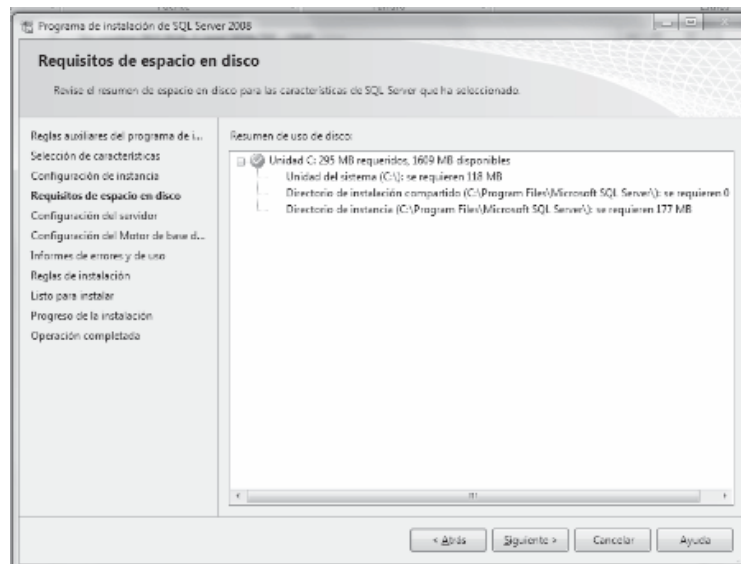 Programa de instalación de SQL Server 2008
Requisitos de espacio en disco
Revise el resumen de espacio en disco para las características de SQL Server que ha seleccionado.
Reglas auxiliares del programa de i...
Selección de características
Configuración de instancia
Requisitos de espacio en disco
Configuración del servidor
Configuración del Motor de base d...
Informes de errores y de uso
Reglas de instalación
Listo para instalar
Progreso de la instalación
Operación completada
Resumen de uso de disco:
Unidad C: 295 MB requeridos, 1609 MB disponibles
Unidad del sistema (C:\): se requieren 118 MB
Directorio de instalación compartido (C:\Program Files\Microsoft SQL Server\): se requieren 0
Directorio de instancia (C:\Program Files\Microsoft SQL Server\): se requieren 177 MB
< Atrás
Siguiente >
Cancelar
Ayuda